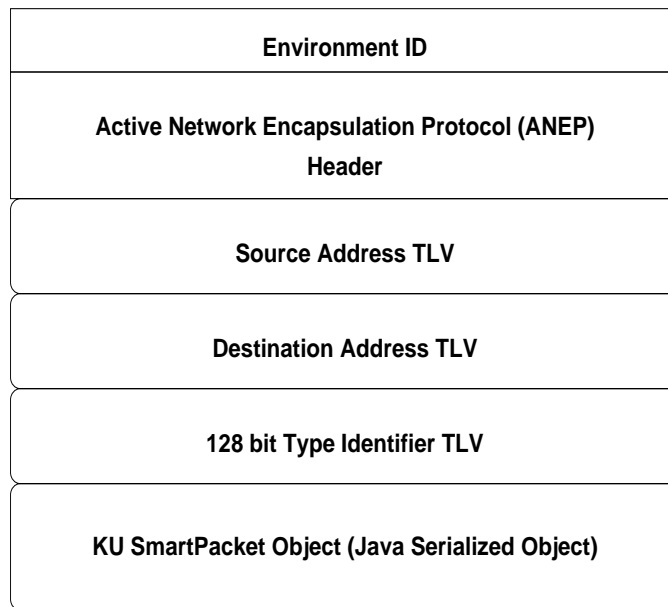 Environment ID
Active Network Encapsulation Protocol (ANEP)
Header
Source Address TLV
Destination Address TLV
128 bit Type Identifier TLV
KU SmartPacket Object (Java Serialized Object)